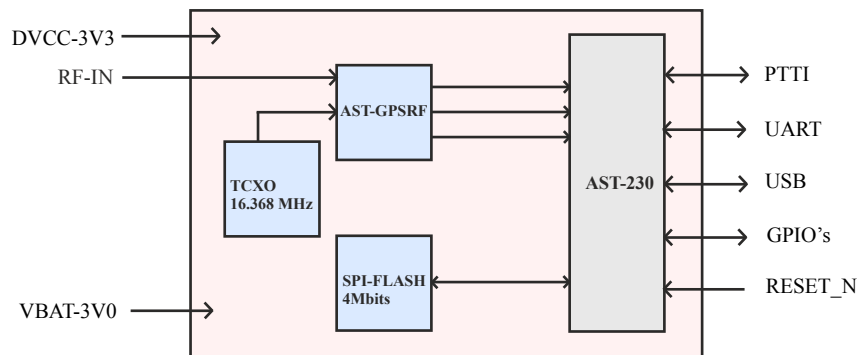 DVCC-3V3
RF-IN
AST-GPSRF
PTTI
UART
TCXO
16.368 MHz
AST-230
USB
GPIO's
SPI-FLASH
4Mbits
RESET_N
VBAT-3V0